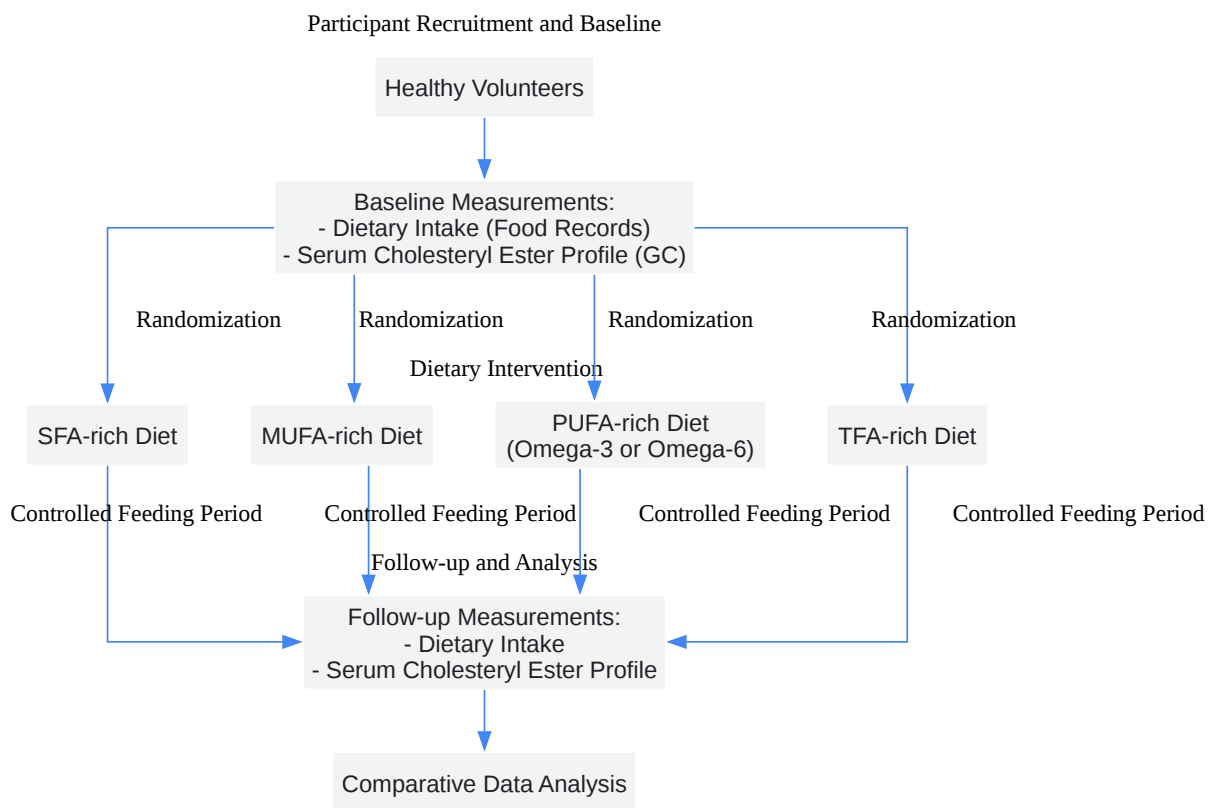 Participant Recruitment and Baseline
Healthy Volunteers
Baseline Measurements:
- Dietary Intake (Food Records)
- Serum Cholesteryl Ester Profile (GC)
Randomization
Randomization
Randomization
Randomization
Dietary Intervention
SFA-rich Diet
MUFA-rich Diet
PUFA-rich Diet
(Omega-3 or Omega-6)
TFA-rich Diet
Controlled Feeding Period
Controlled Feeding Period
Controlled Feeding Period
Controlled Feeding Period
Follow-up and Analysis
Follow-up Measurements:
- Dietary Intake
- Serum Cholesteryl Ester Profile
Comparative Data Analysis